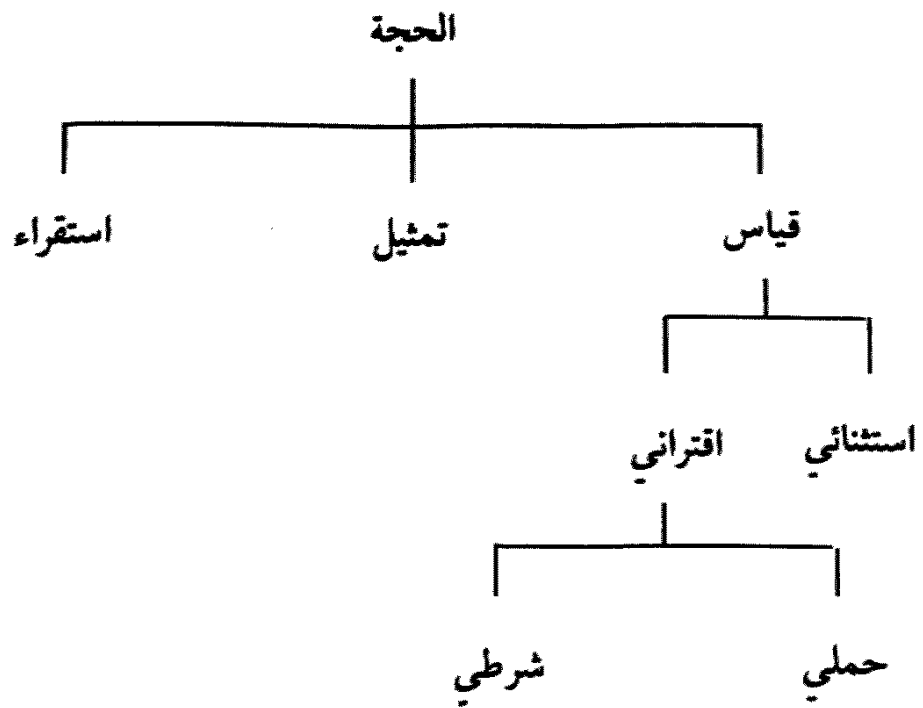 الحجة
قياس تمثيل استقراء
استثنائي اقتراني
حملي شرطي